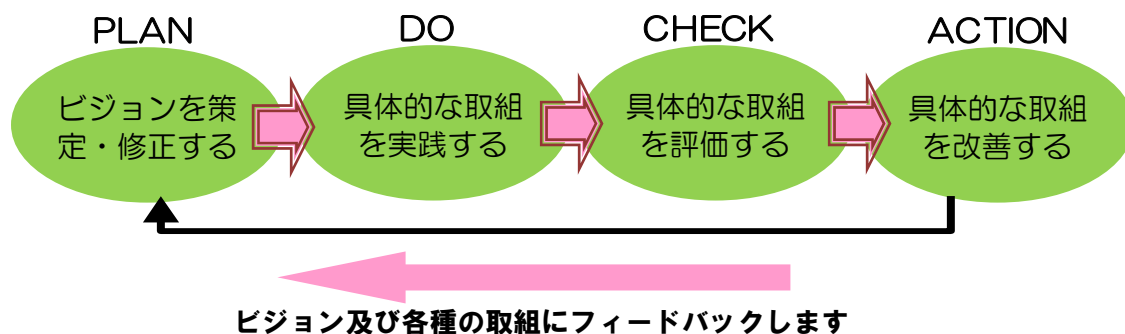 PLAN
DO
CHECK
ACTION
ビジョンを策
定・修正する
具体的な取組
を実践する
具体的な取組
を評価する
具体的な取組
を改善する
ビジョン及び各種の取組にフィードバックします